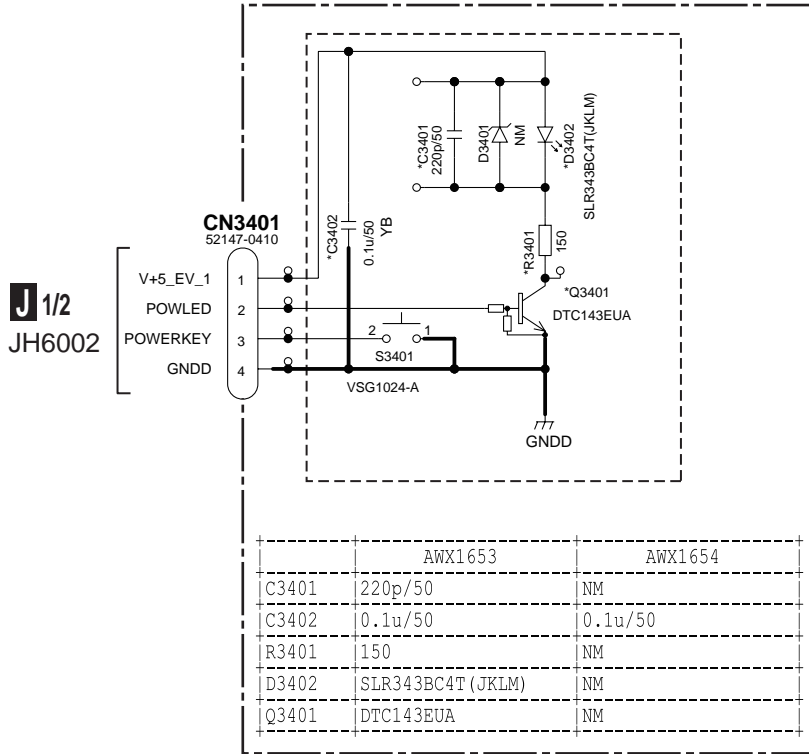 *C3401
220p/50
D3401
NM
*D3402
SLR343BC4T(JKLM)
*C3402
0.1u/50
YB
*R3401
150
*Q3401
DTC143EUA
CN3401
52147-0410
J 1/2
JH6002
V+5_EV_1
POWLED
POWERKEY
GNDD
1
2
3
4
2
1
S3401
VSG1024-A
GNDD
AWX1653 AWX1654
C3401 220p/50 NM
C3402 0.1u/50 0.1u/50
R3401 150 NM
D3402 SLR343BC4T(JKLM) NM
Q3401 DTC143EUA NM